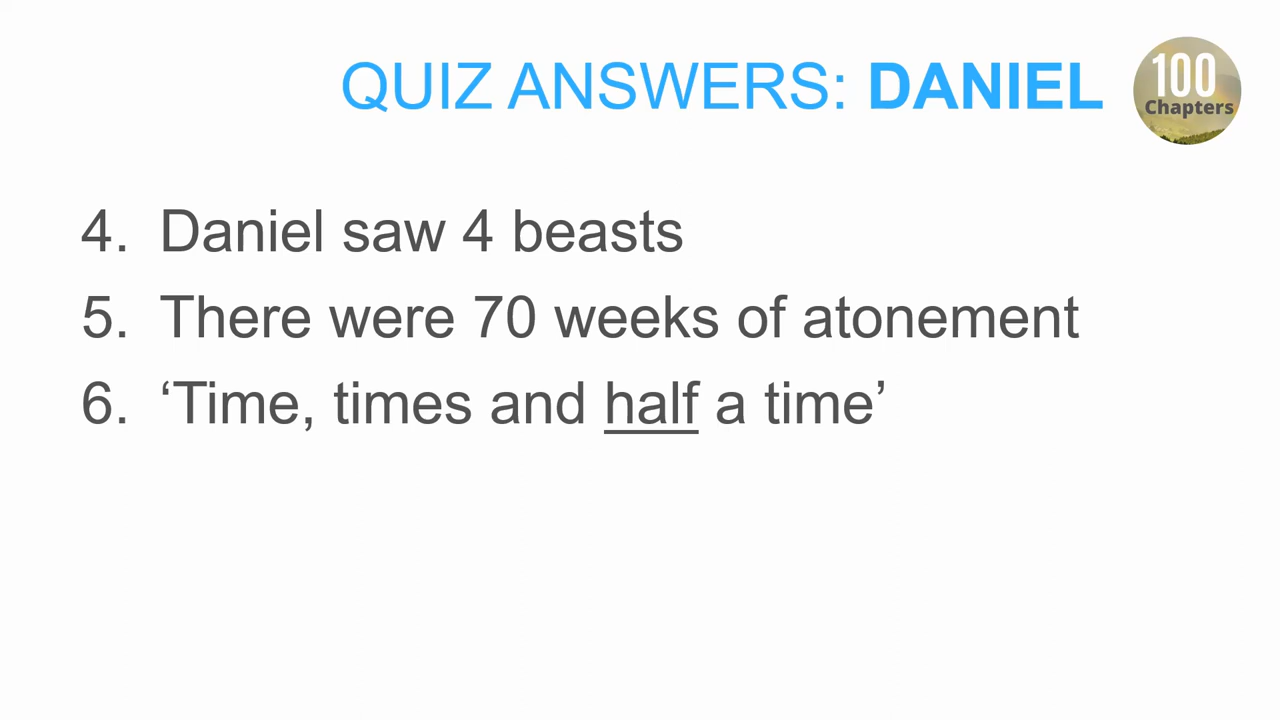 QUIZ ANSWERS: DANIEL
100
Chapters
4. Daniel saw 4 beasts
5. There were 70 weeks of atonement
6. ‘Time, times and half a time’